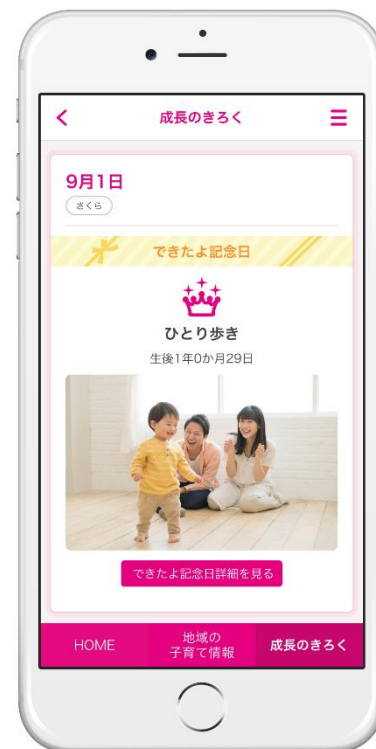 成長のきろく
9月1日
さくら
できたよ記念日
ひとり歩き
生後1年0か月29日
できたよ記念日詳細を見る
HOME
地域の
子育て情報
成長のきろく